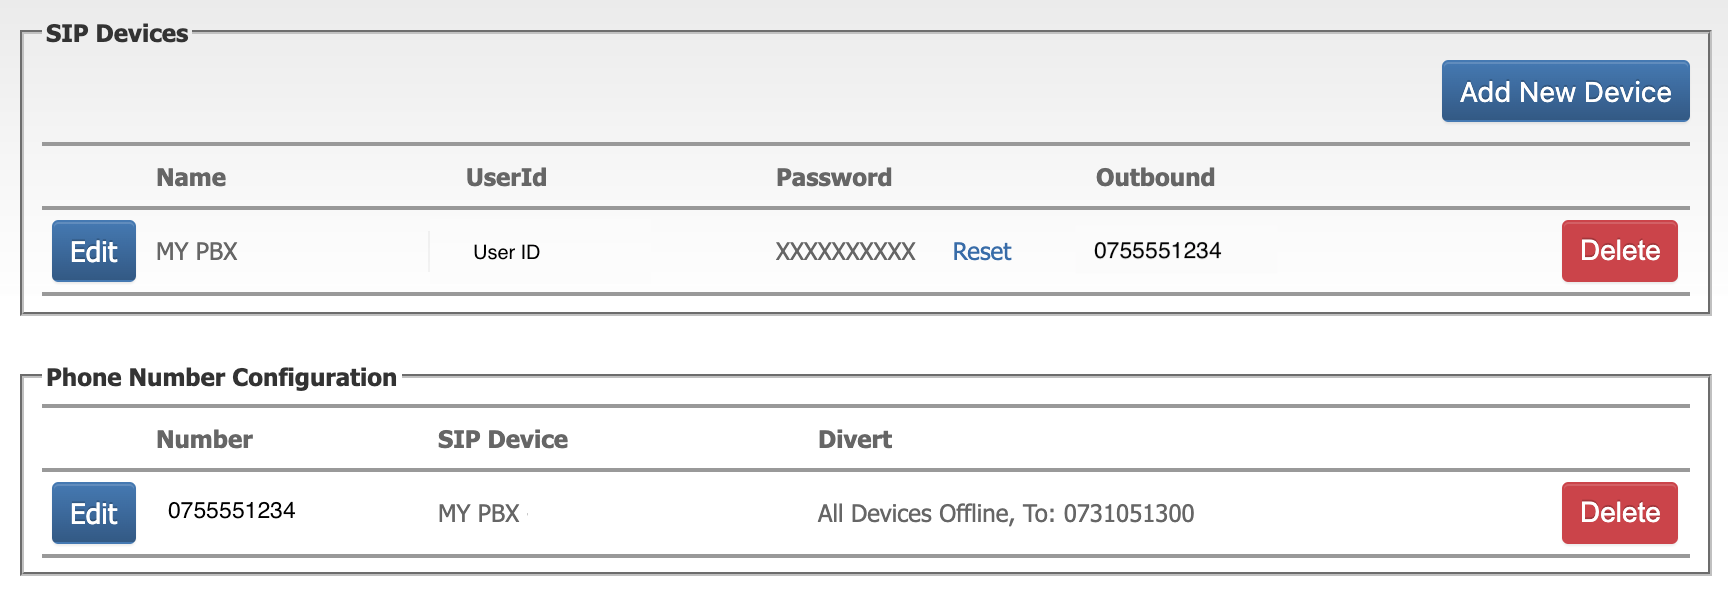 SIP Devices
Add New Device
Name UserId Password Outbound
Edit MY PBX User ID XXXXXXXXXX Reset 0755551234 Delete
Phone Number Configuration
Number SIP Device Divert
Edit 0755551234 MY PBX All Devices Offline, To: 0731051300 Delete